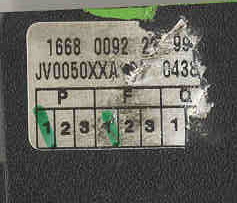 1668 0092 2 99
JV0050XXA 0438
P F Q
1 2 3 1 2 3 1